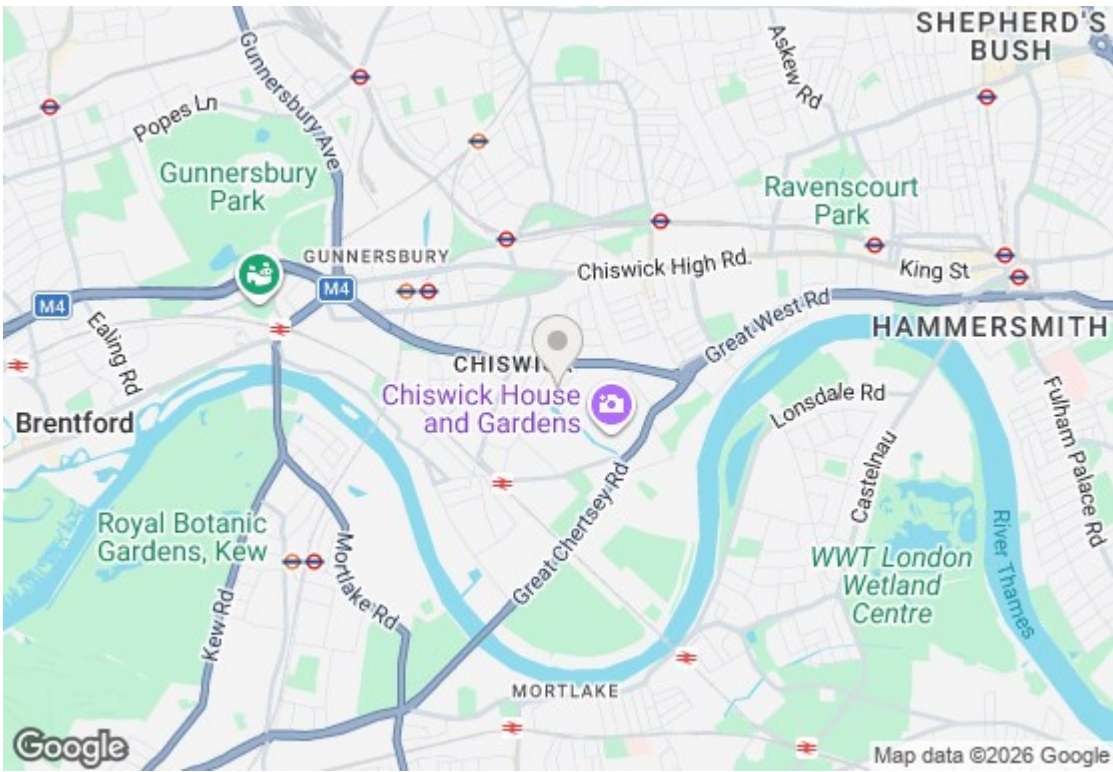 SHEPHERD'S
BUSH
Askew Rd
Gunnersbury Ave
Popes Ln
Gunnersbury
Park
Ravenscourt
Park
GUNNERSBURY
Chiswick High Rd.
King St
M4
M4
Great West Rd
HAMMERSMITH
Ealing Rd
CHISWICK
Chiswick House
and Gardens
Lonsdale Rd
Fulham Palace Rd
Brentford
Castelnau
Great Chertsey Rd
Royal Botanic
Gardens, Kew
Mortlake Rd
Kew Rd
WWT London
Wetland
Centre
River Thames
MORTLAKE
Google
Map data ©2026 Google